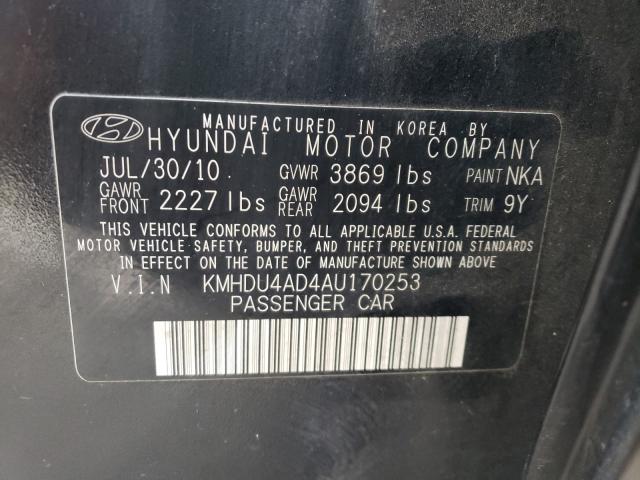 MANUFACTURED IN KOREA BY
HYUNDAI MOTOR COMPANY
JUL/30/10 GVWR 3869 lbs PAINT NKA
GAWR FRONT 2227 lbs GAWR REAR 2094 lbs TRIM 9Y
THIS VEHICLE CONFORMS TO ALL APPLICABLE U.S.A. FEDERAL
MOTOR VEHICLE SAFETY, BUMPER, AND THEFT PREVENTION STANDARDS
IN EFFECT ON THE DATE OF MANUFACTURE SHOWN ABOVE
V.I.N KMHDU4AD4AU170253
PASSENGER CAR